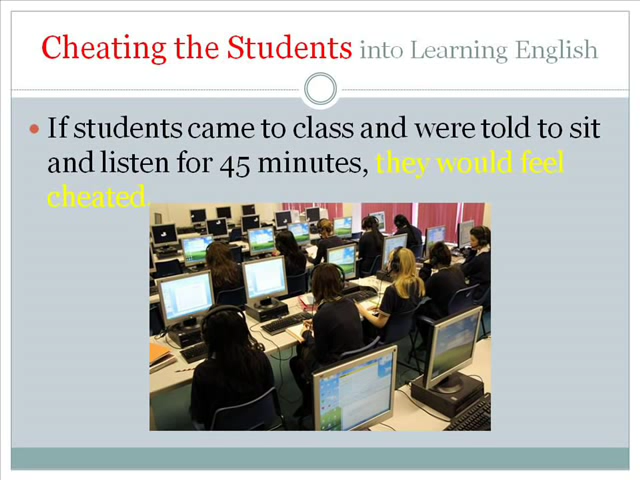 Cheating the Students into Learning English
• If students came to class and were told to sit
and listen for 45 minutes, they would feel
cheated.